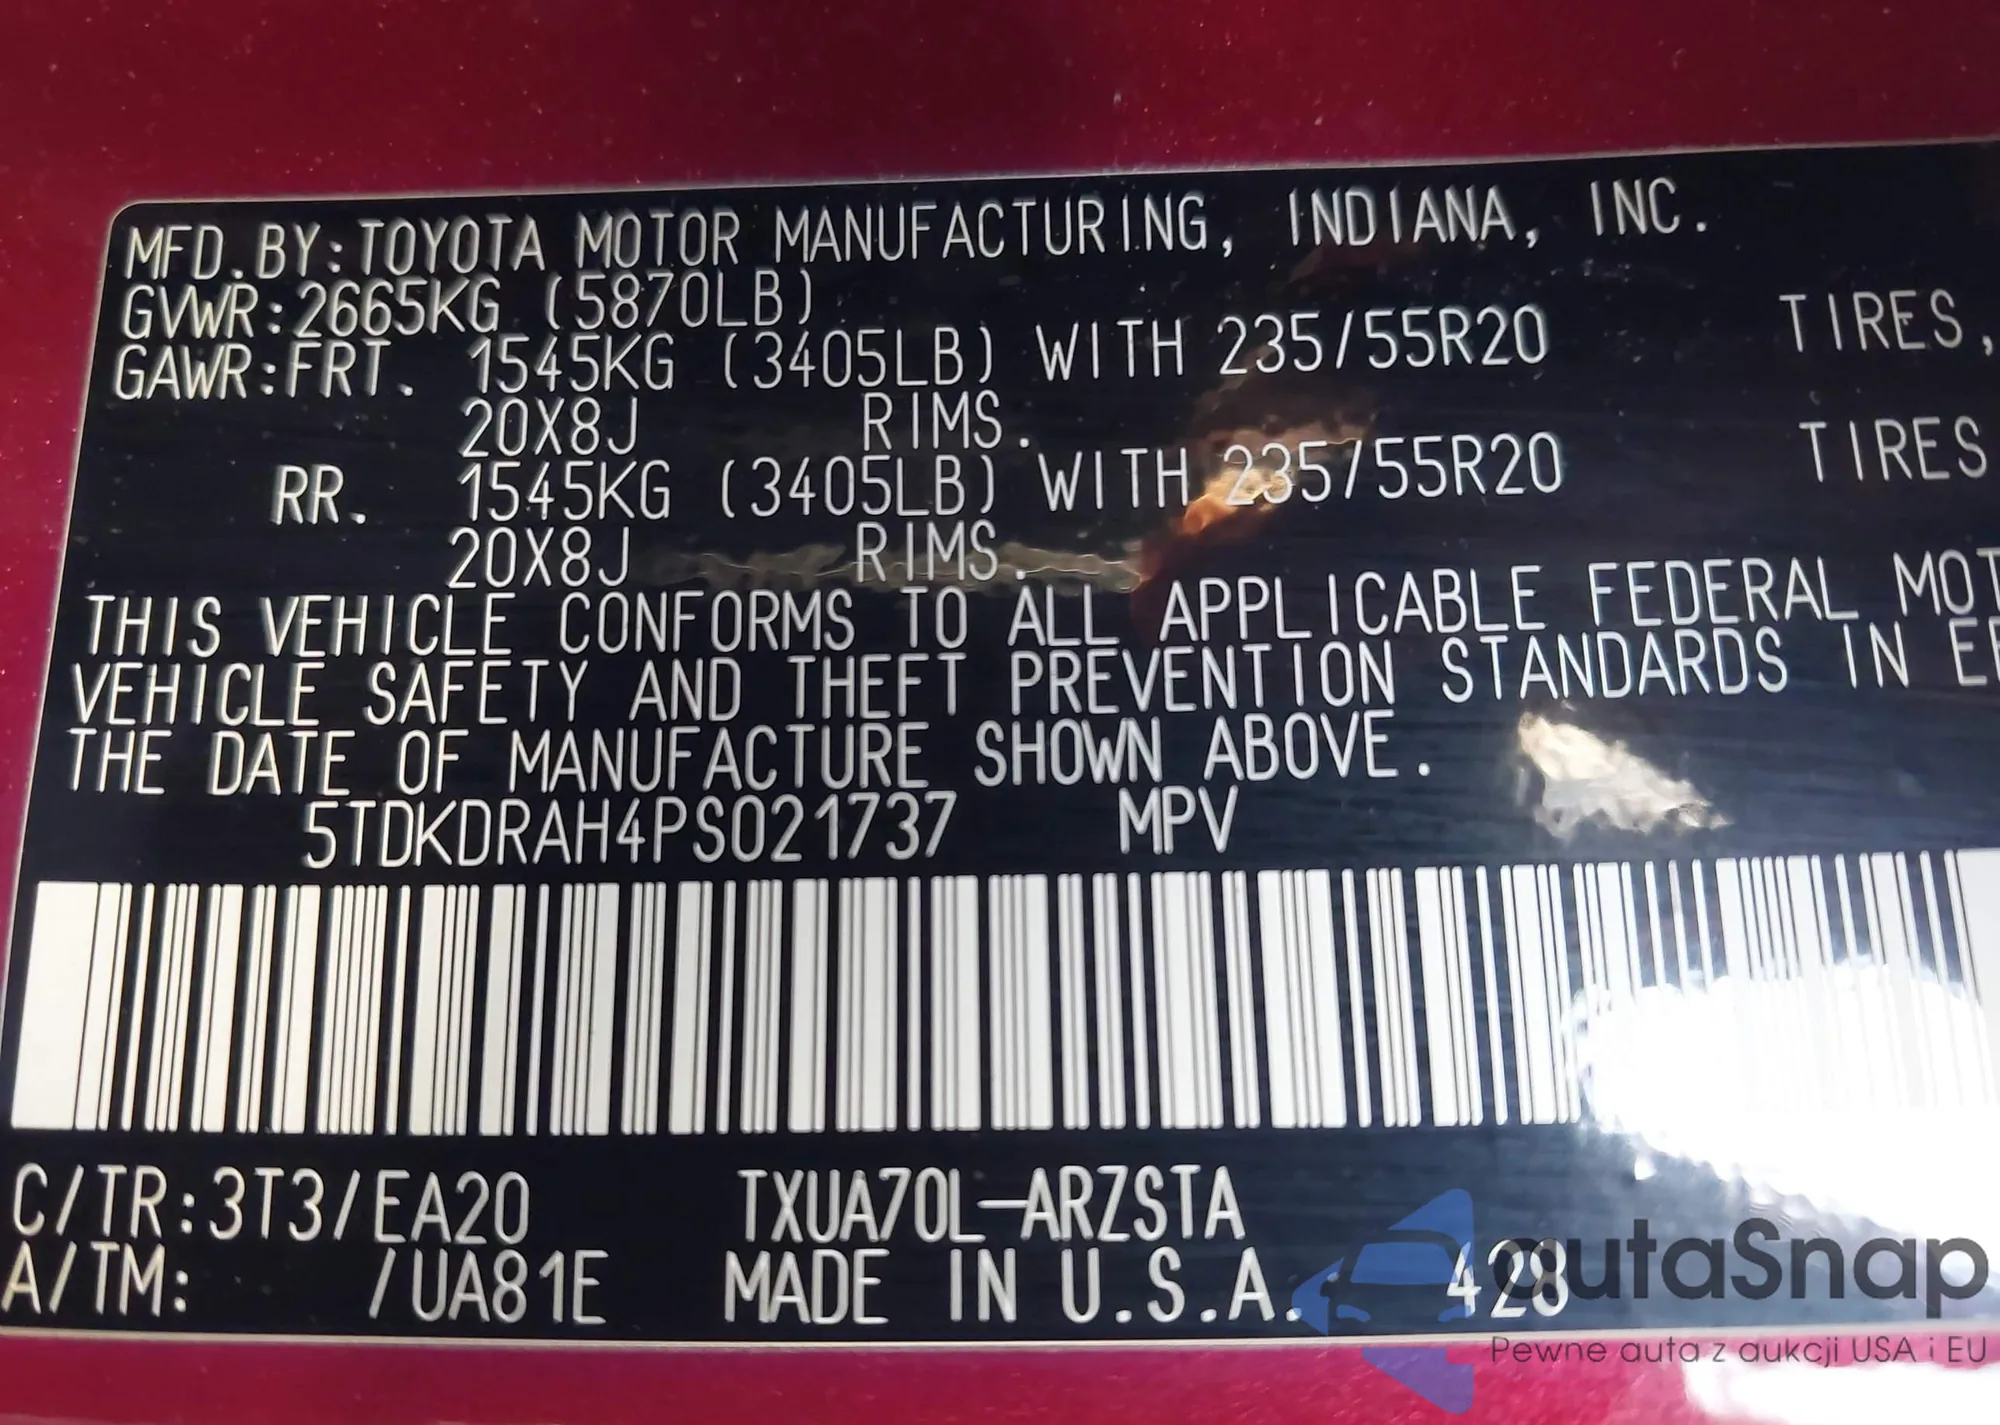 MFD.BY:TOYOTA MOTOR MANUFACTURING, INDIANA, INC.
GVWR:2665KG (5870LB)
GAWR:FRT. 1545KG (3405LB) WITH 235/55R20 TIRES,
20X8J RIMS.
RR. 1545KG (3405LB) WITH 235/55R20 TIRES
20X8J RIMS.
THIS VEHICLE CONFORMS TO ALL APPLICABLE FEDERAL MOT
VEHICLE SAFETY AND THEFT PREVENTION STANDARDS IN
THE DATE OF MANUFACTURE SHOWN ABOVE.
5TDKDRAH4PS021737 MPV
C/TR:3T3/EA20 TXUA70L-ARZSTA
A/TM: /UA81E MADE IN U.S.A. 428
autaSnap
Pewne auta z aukcji USA i EU